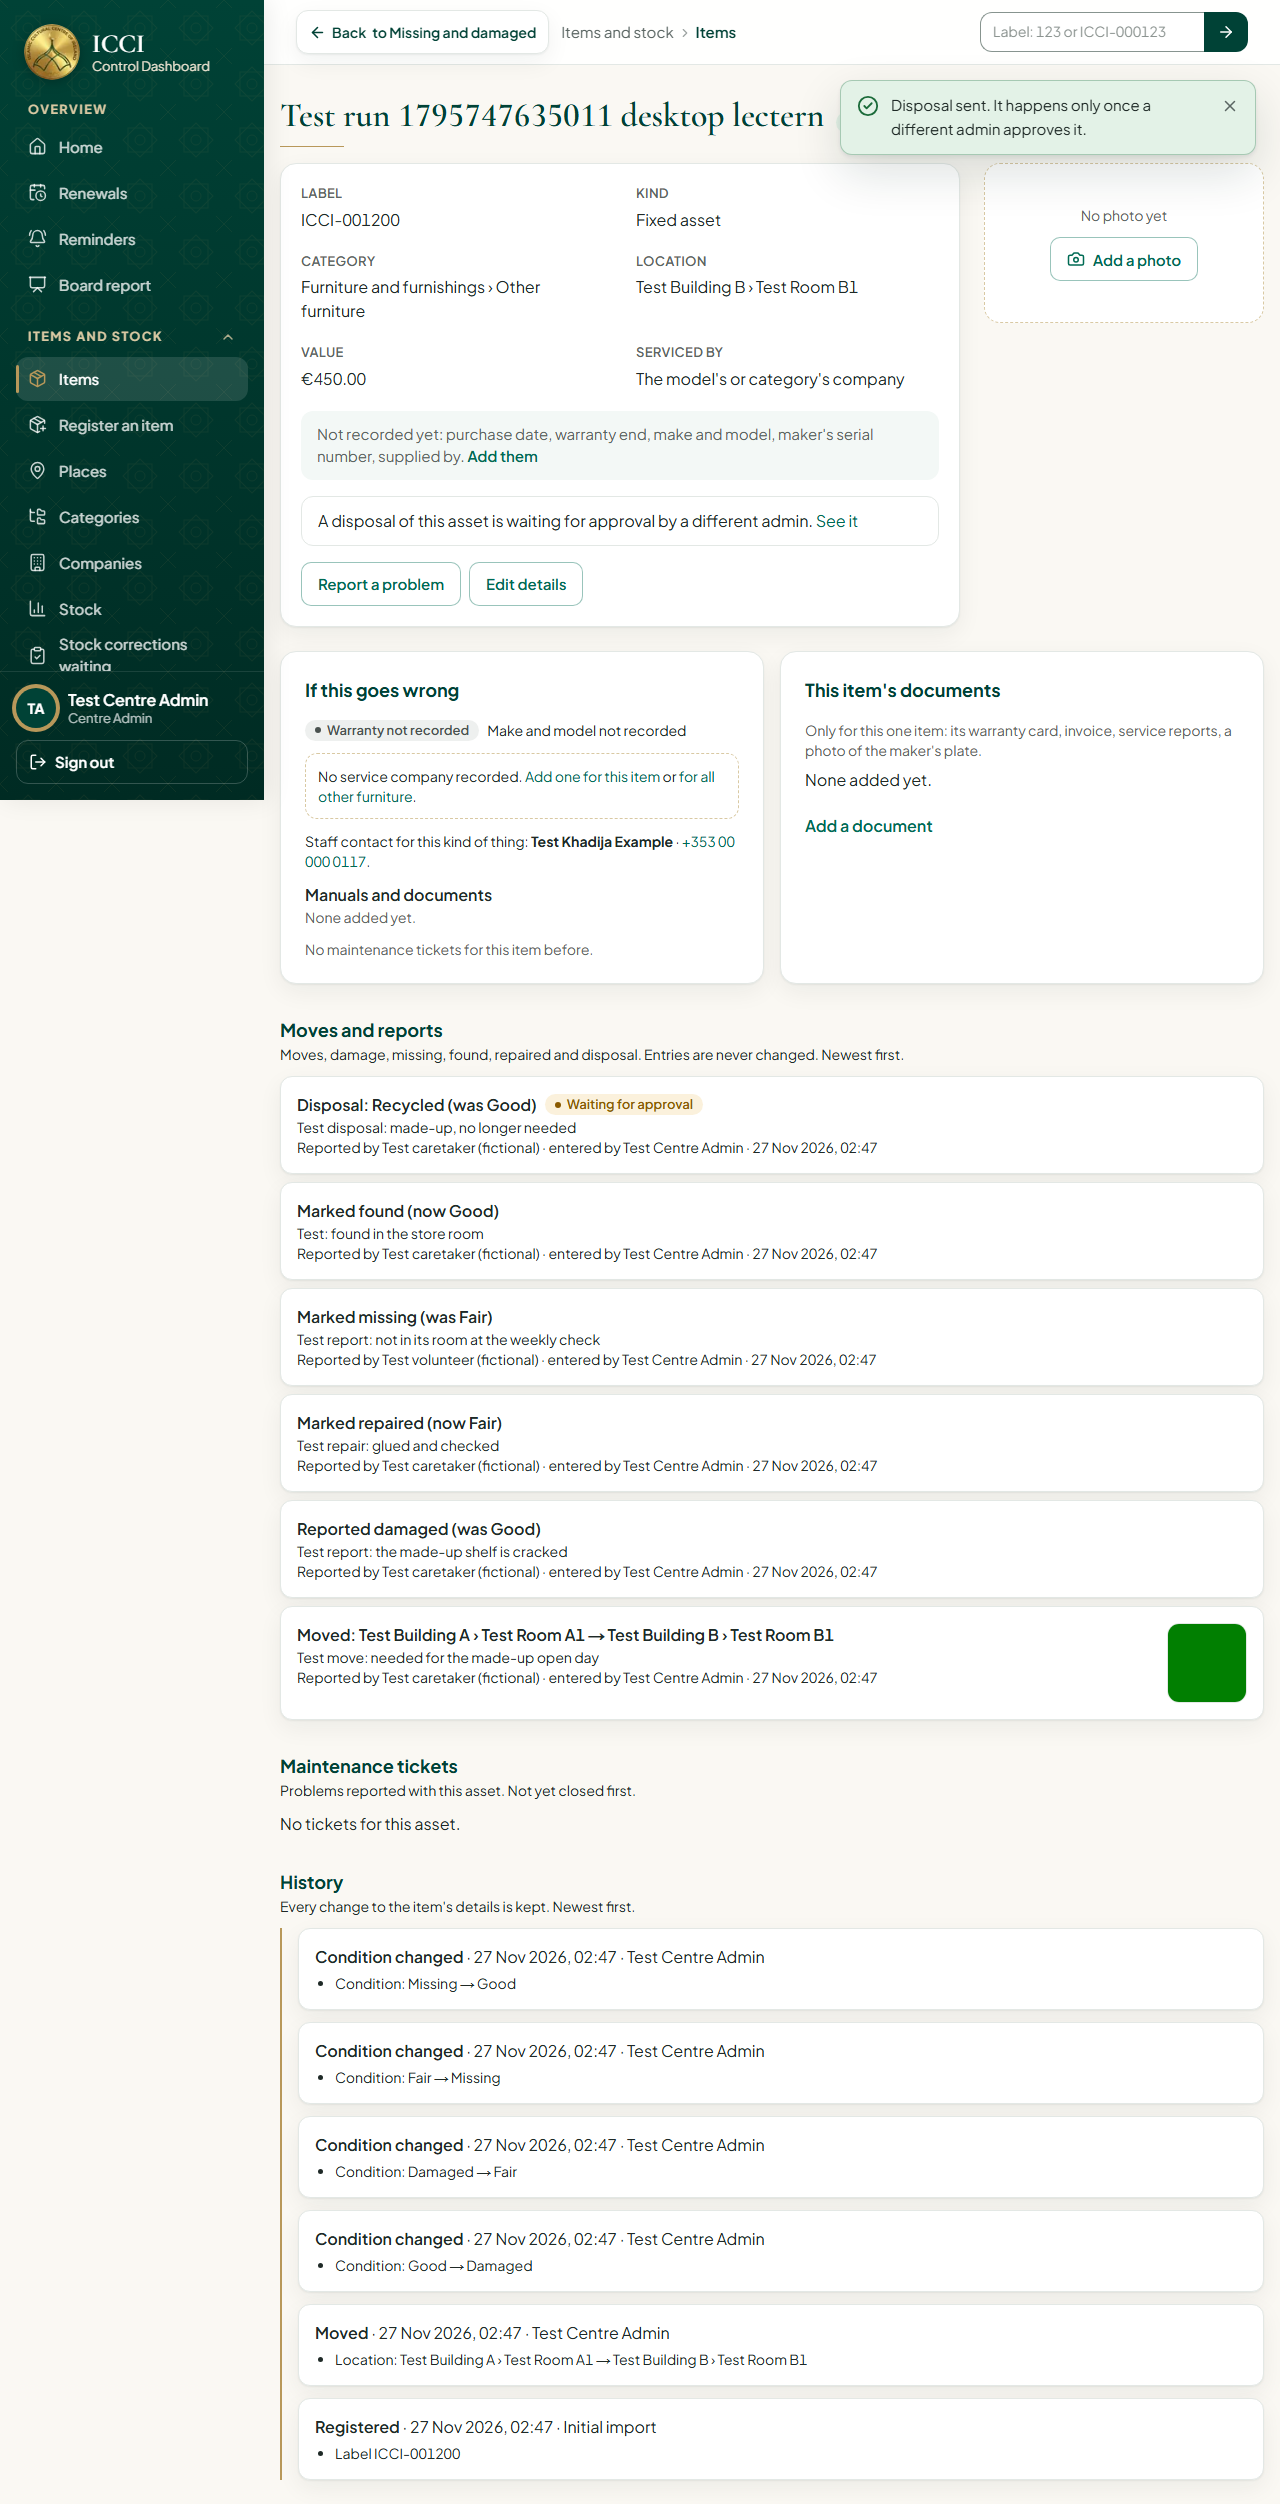 ICCI
Control Dashboard
OVERVIEW
Home
Renewals
Reminders
Board report
ITEMS AND STOCK
Items
Register an item
Places
Categories
Companies
Stock
Stock corrections
waiting
TA
Test Centre Admin
Centre Admin
Sign out
Back to Missing and damaged
Items and stock › Items
Label: 123 or ICCI-000123
Disposal sent. It happens only once a
different admin approves it.
Test run 1795747635011 desktop lectern
LABEL
ICCI-001200
KIND
Fixed asset
CATEGORY
Furniture and furnishings › Other
furniture
LOCATION
Test Building B › Test Room B1
VALUE
€450.00
SERVICED BY
The model's or category's company
Not recorded yet: purchase date, warranty end, make and model, maker's serial
number, supplied by. Add them
A disposal of this asset is waiting for approval by a different admin. See it
Report a problem
Edit details
No photo yet
Add a photo
If this goes wrong
Warranty not recorded
Make and model not recorded
No service company recorded. Add one for this item or for all
other furniture.
Staff contact for this kind of thing: Test Khadija Example · +353 00
000 0117.
Manuals and documents
None added yet.
No maintenance tickets for this item before.
This item's documents
Only for this one item: its warranty card, invoice, service reports, a
photo of the maker's plate.
None added yet.
Add a document
Moves and reports
Moves, damage, missing, found, repaired and disposal. Entries are never changed. Newest first.
Disposal: Recycled (was Good)
Waiting for approval
Test disposal: made-up, no longer needed
Reported by Test caretaker (fictional) · entered by Test Centre Admin · 27 Nov 2026, 02:47
Marked found (now Good)
Test: found in the store room
Reported by Test caretaker (fictional) · entered by Test Centre Admin · 27 Nov 2026, 02:47
Marked missing (was Fair)
Test report: not in its room at the weekly check
Reported by Test volunteer (fictional) · entered by Test Centre Admin · 27 Nov 2026, 02:47
Marked repaired (now Fair)
Test repair: glued and checked
Reported by Test caretaker (fictional) · entered by Test Centre Admin · 27 Nov 2026, 02:47
Reported damaged (was Good)
Test report: the made-up shelf is cracked
Reported by Test caretaker (fictional) · entered by Test Centre Admin · 27 Nov 2026, 02:47
Moved: Test Building A › Test Room A1 → Test Building B › Test Room B1
Test move: needed for the made-up open day
Reported by Test caretaker (fictional) · entered by Test Centre Admin · 27 Nov 2026, 02:47
Maintenance tickets
Problems reported with this asset. Not yet closed first.
No tickets for this asset.
History
Every change to the item's details is kept. Newest first.
Condition changed · 27 Nov 2026, 02:47 · Test Centre Admin
• Condition: Missing → Good
Condition changed · 27 Nov 2026, 02:47 · Test Centre Admin
• Condition: Fair → Missing
Condition changed · 27 Nov 2026, 02:47 · Test Centre Admin
• Condition: Damaged → Fair
Condition changed · 27 Nov 2026, 02:47 · Test Centre Admin
• Condition: Good → Damaged
Moved · 27 Nov 2026, 02:47 · Test Centre Admin
• Location: Test Building A › Test Room A1 → Test Building B › Test Room B1
Registered · 27 Nov 2026, 02:47 · Initial import
• Label ICCI-001200